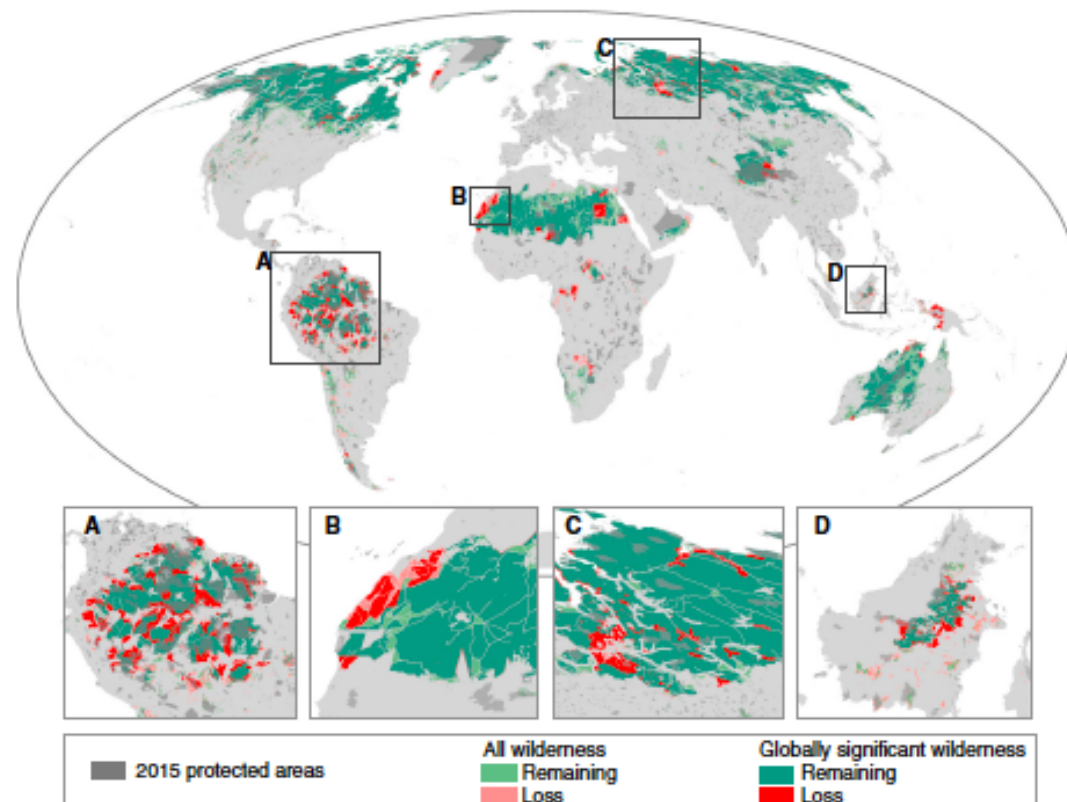 C
B
A
D
A
B
C
D
All wilderness
Globally significant wilderness
2015 protected areas
Remaining
Remaining
Loss
Loss